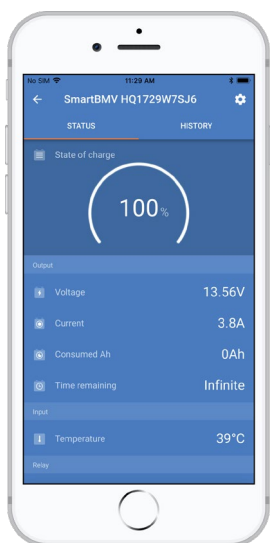 No SIM 11:29 AM
SmartBMV HQ1729W7SJ6
STATUS HISTORY
State of charge
100%
Output
Voltage 13.56V
Current 3.8A
Consumed Ah 0Ah
Time remaining Infinite
Input
Temperature 39°C
Relay